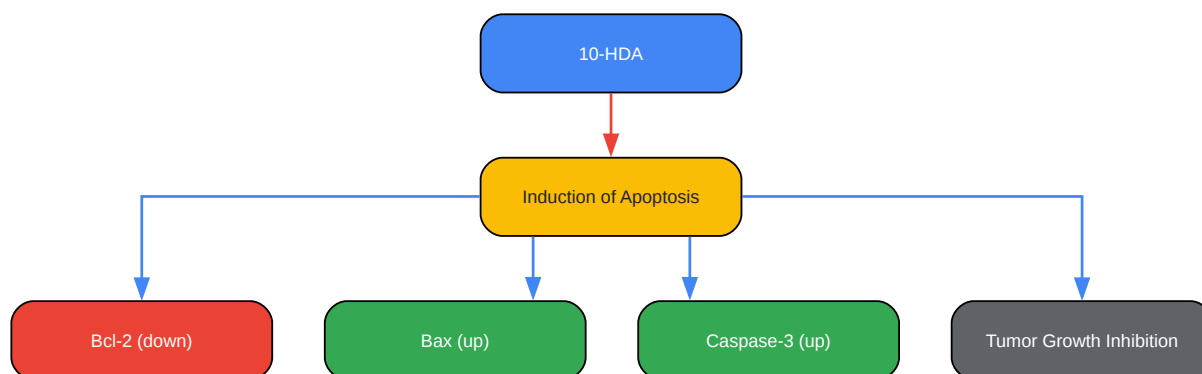 10-HDA
Induction of Apoptosis
Bcl-2 (down)
Bax (up)
Caspase-3 (up)
Tumor Growth Inhibition